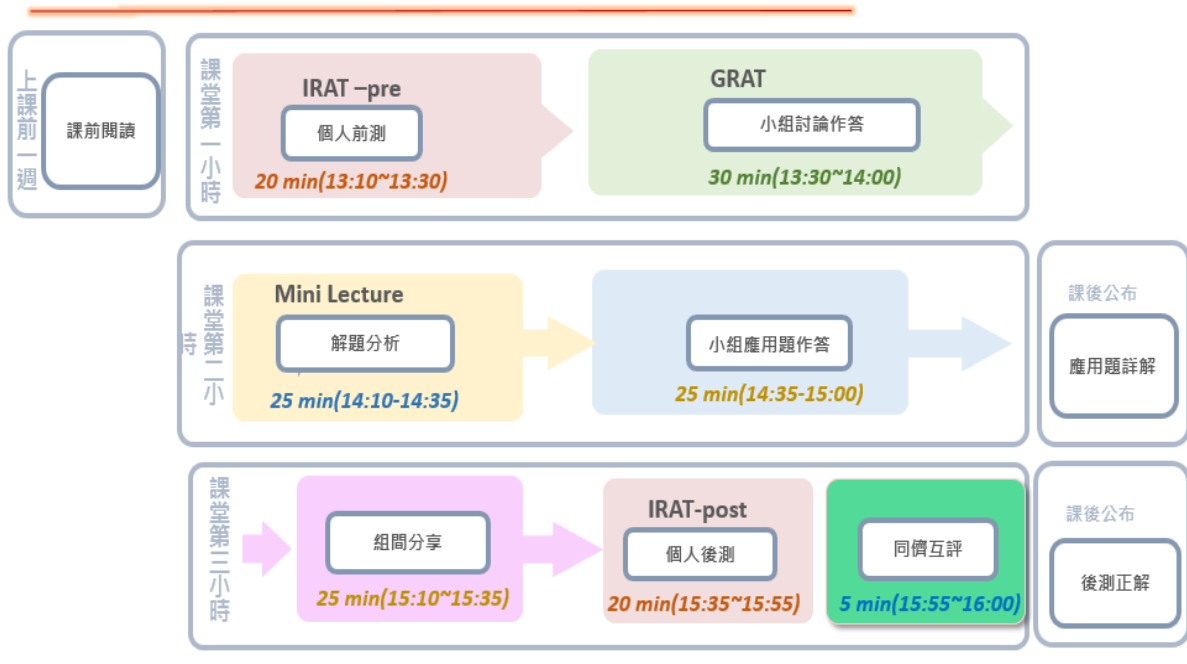 上課前一週
課前閱讀
課堂第一小時
IRAT –pre
個人前測
20 min(13:10~13:30)
GRAT
小組討論作答
30 min(13:30~14:00)
課堂第二小時
Mini Lecture
解題分析
25 min(14:10-14:35)
小組應用題作答
25 min(14:35-15:00)
課後公布
應用題詳解
課堂第三小時
組間分享
25 min(15:10~15:35)
IRAT-post
個人後測
20 min(15:35~15:55)
同儕互評
5 min(15:55~16:00)
課後公布
後測正解